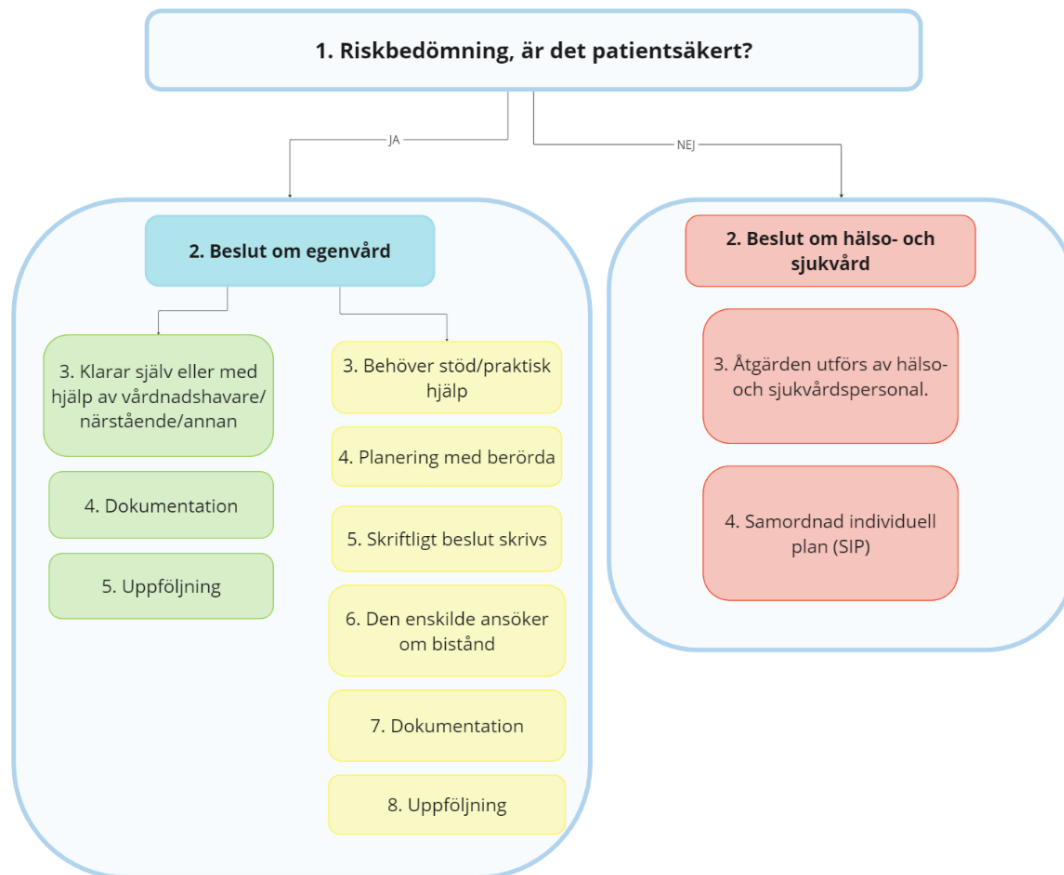 1. Riskbedömning, är det patientsäkert?
JA
NEJ
2. Beslut om egenvård
3. Klarar själv eller med
hjälp av vårdnadshavare/
närstående/annan
4. Dokumentation
5. Uppföljning
3. Behöver stöd/praktisk
hjälp
4. Planering med berörda
5. Skriftligt beslut skrivs
6. Den enskilde ansöker
om bistånd
7. Dokumentation
8. Uppföljning
2. Beslut om hälso- och
sjukvård
3. Åtgärden utförs av hälso-
och sjukvårdspersonal.
4. Samordnad individuell
plan (SIP)